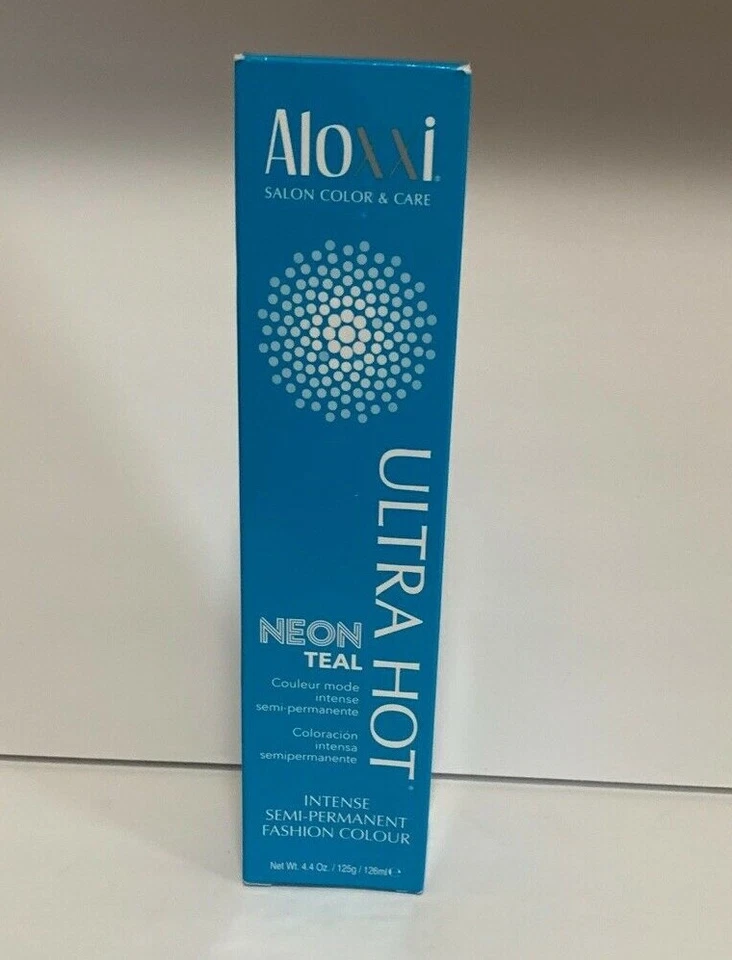 Aloxxi®
SALON COLOR & CARE
ULTRA HOT®
NEON
TEAL
Couleur mode
intense
semi-permanente
Coloración
intensa
semipermanente
INTENSE
SEMI-PERMANENT
FASHION COLOUR
Net Wt. 4.4 Oz. / 125g / 126ml ℮